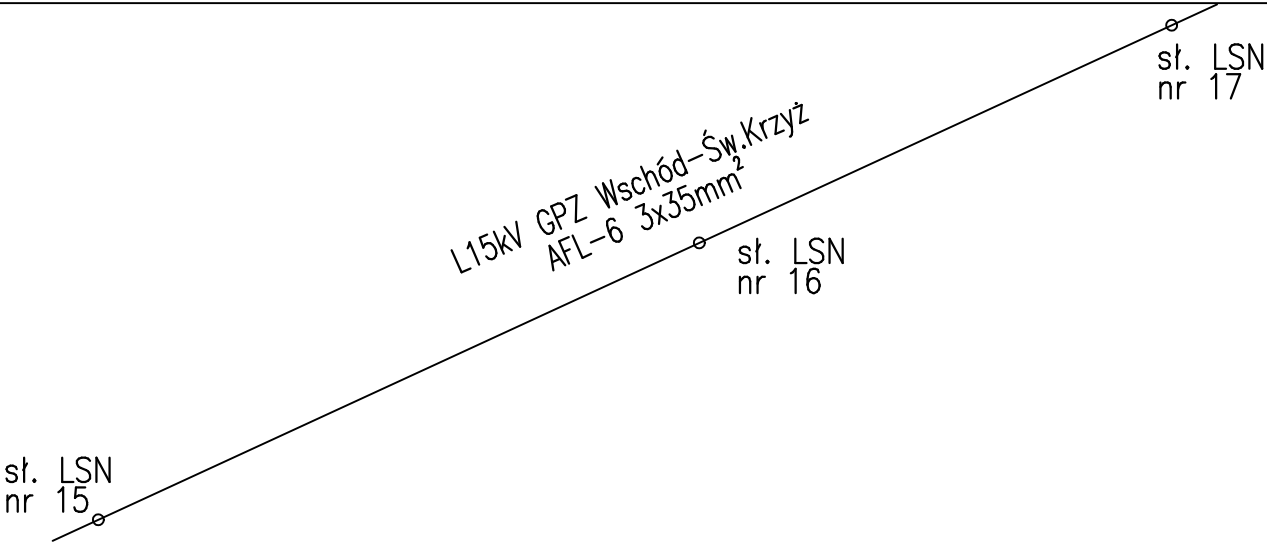 sł. LSN
nr 17
L15kV GPZ Wschód-Św.Krzyż
AFL-6 3x35mm²
sł. LSN
nr 16
sł. LSN
nr 15